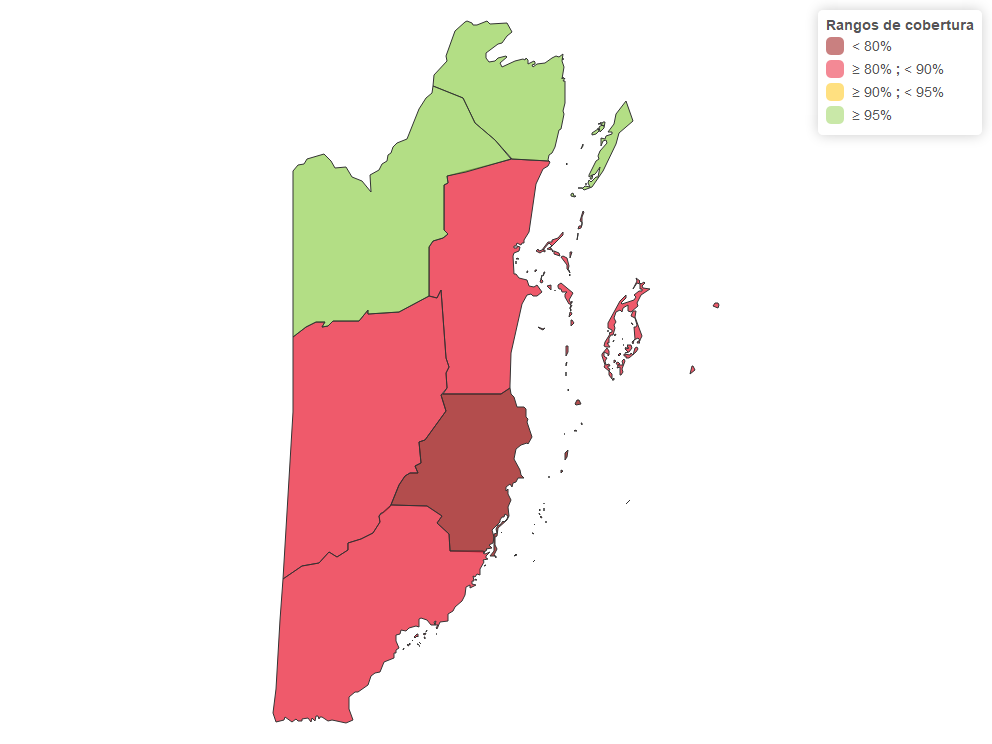 Rangos de cobertura
< 80%
≥ 80% ; < 90%
≥ 90% ; < 95%
≥ 95%